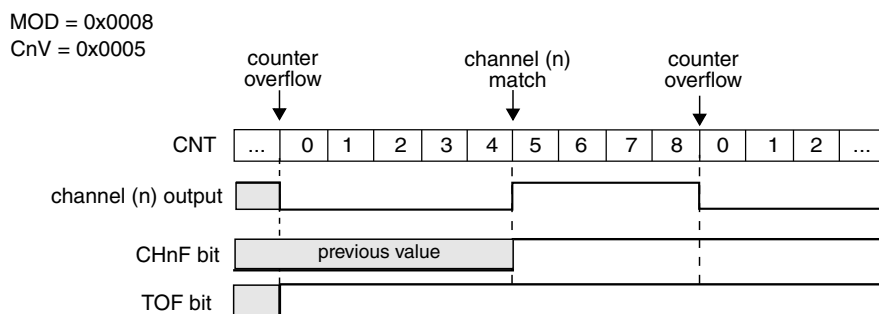 MOD = 0x0008
CnV = 0x0005
counter overflow
channel (n) match
counter overflow
CNT ... 0 1 2 3 4 5 6 7 8 0 1 2 ...
channel (n) output
CHnF bit previous value
TOF bit